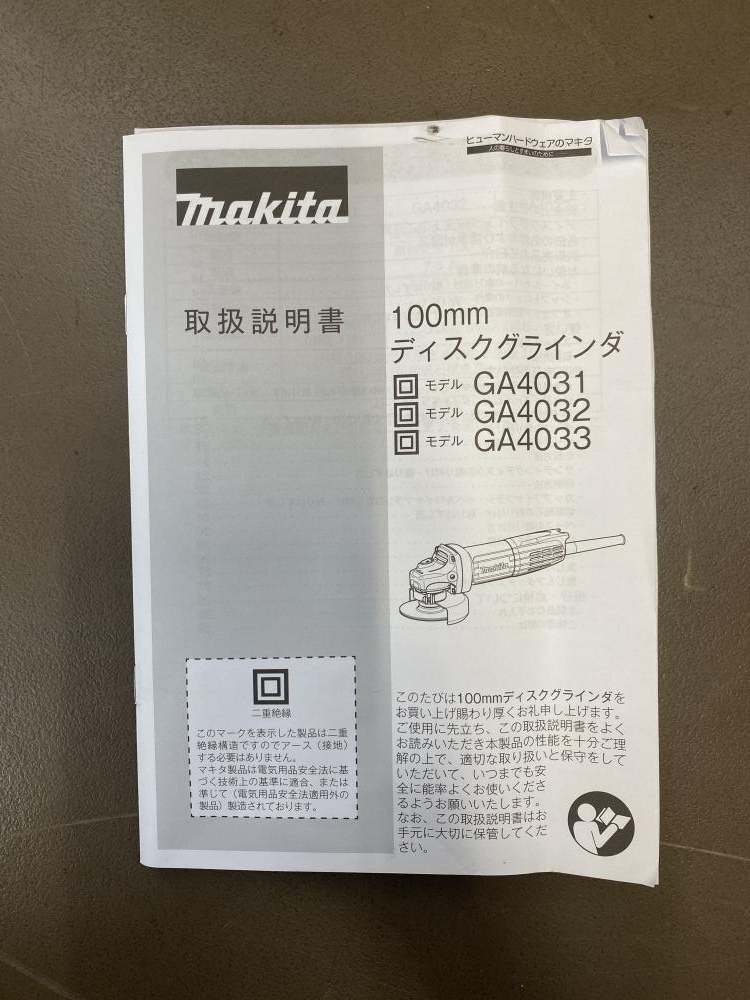 ヒューマンハードウェアのマキタ
人の暮らしと住まいのために
makita
取扱説明書
100mm
ディスクグラインダ
モデル GA4031
モデル GA4032
モデル GA4033
makita
二重絶縁
このマークを表示した製品は二重
絶縁構造ですのでアース（接地）
する必要はありません。
マキタ製品は電気用品安全法に基
づく技術上の基準に適合、または
準じて（電気用品安全法適用外の
製品）製造されております。
このたびは100mmディスクグラインダを
お買い上げ賜わり厚くお礼申し上げます。
ご使用に先立ち、この取扱説明書をよく
お読みいただき本製品の性能を十分ご理
解の上で、適切な取り扱いと保守をして
いただいて、いつまでも安
全に能率よくお使いくださ
るようお願いいたします。
なお、この取扱説明書はお
手元に大切に保管してくだ
さい。